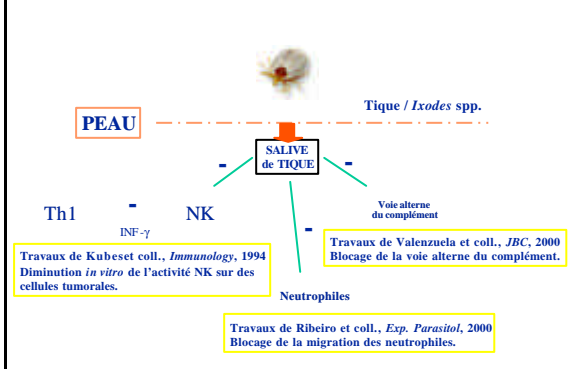 Tique / Ixodes spp.
PEAU
SALIVE
de TIQUE
-
-
Th1
-
INF-γ
NK
-
Voie alterne
du complément
Travaux de Kubeset coll., Immunology, 1994
Diminution in vitro de l'activité NK sur des
cellules tumorales.
Travaux de Valenzuela et coll., JBC, 2000
Blocage de la voie alterne du complément.
Neutrophiles
Travaux de Ribeiro et coll., Exp. Parasitol, 2000
Blocage de la migration des neutrophiles.